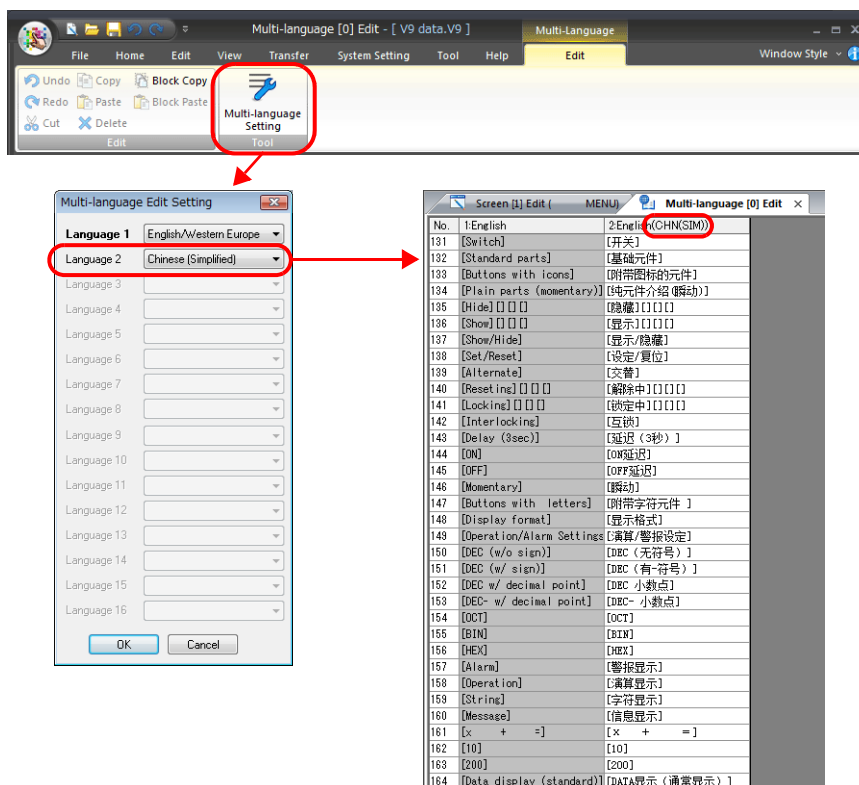 Multi-language [0] Edit - [ V9 data.V9 ] Multi-Language
File Home Edit View Transfer System Setting Tool Help Edit Window Style
Undo Copy Block Copy
Redo Paste Block Paste
Cut Delete
Multi-language
Setting
Edit Tool
Multi-language Edit Setting
Language 1 English/Western Europe
Language 2 Chinese (Simplified)
Language 3
Language 4
Language 5
Language 6
Language 7
Language 8
Language 9
Language 10
Language 11
Language 12
Language 13
Language 14
Language 15
Language 16
OK Cancel
Screen [1] Edit ( MENU) Multi-language [0] Edit ×
No. 1:English 2:English(CHN(SIM))
131 [Switch] [开关]
132 [Standard parts] [基础元件]
133 [Buttons with icons] [附带图标的元件]
134 [Plain parts (momentary)] [纯元件介绍(瞬动)]
135 [Hide][][][] [隐藏][][][]
136 [Show][][][] [显示][][][]
137 [Show/Hide] [显示/隐藏]
138 [Set/Reset] [设定/复位]
139 [Alternate] [交替]
140 [Reseting][][][] [解除中][][][]
141 [Locking][][][] [锁定中][][][]
142 [Interlocking] [互锁]
143 [Delay (3sec)] [延迟（3秒）]
144 [ON] [ON延迟]
145 [OFF] [OFF延迟]
146 [Momentary] [瞬动]
147 [Buttons with letters] [附带字符元件 ]
148 [Display format] [显示格式]
149 [Operation/Alarm Settings [演算/警报设定]
150 [DEC (w/o sign)] [DEC（无符号）]
151 [DEC (w/ sign)] [DEC（有-符号）]
152 [DEC w/ decimal point] [DEC 小数点]
153 [DEC- w/ decimal point] [DEC- 小数点]
154 [OCT] [OCT]
155 [BIN] [BIN]
156 [HEX] [HEX]
157 [Alarm] [警报显示]
158 [Operation] [演算显示]
159 [String] [字符显示]
160 [Message] [信息显示]
161 [x + =] [x + =]
162 [10] [10]
163 [200] [200]
164 [Data display (standard)] [DATA显示（通常显示）]